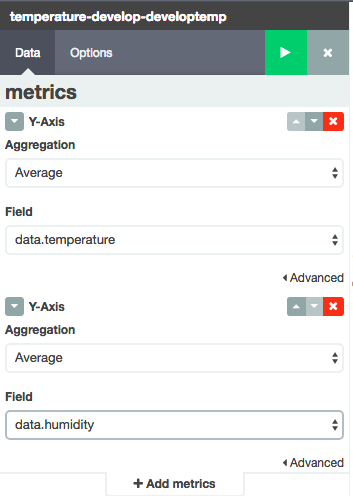 temperature-develop-developtemp
Data Options
metrics
Y-Axis
Aggregation
Average
Field
data.temperature
Advanced
Y-Axis
Aggregation
Average
Field
data.humidity
Advanced
Add metrics